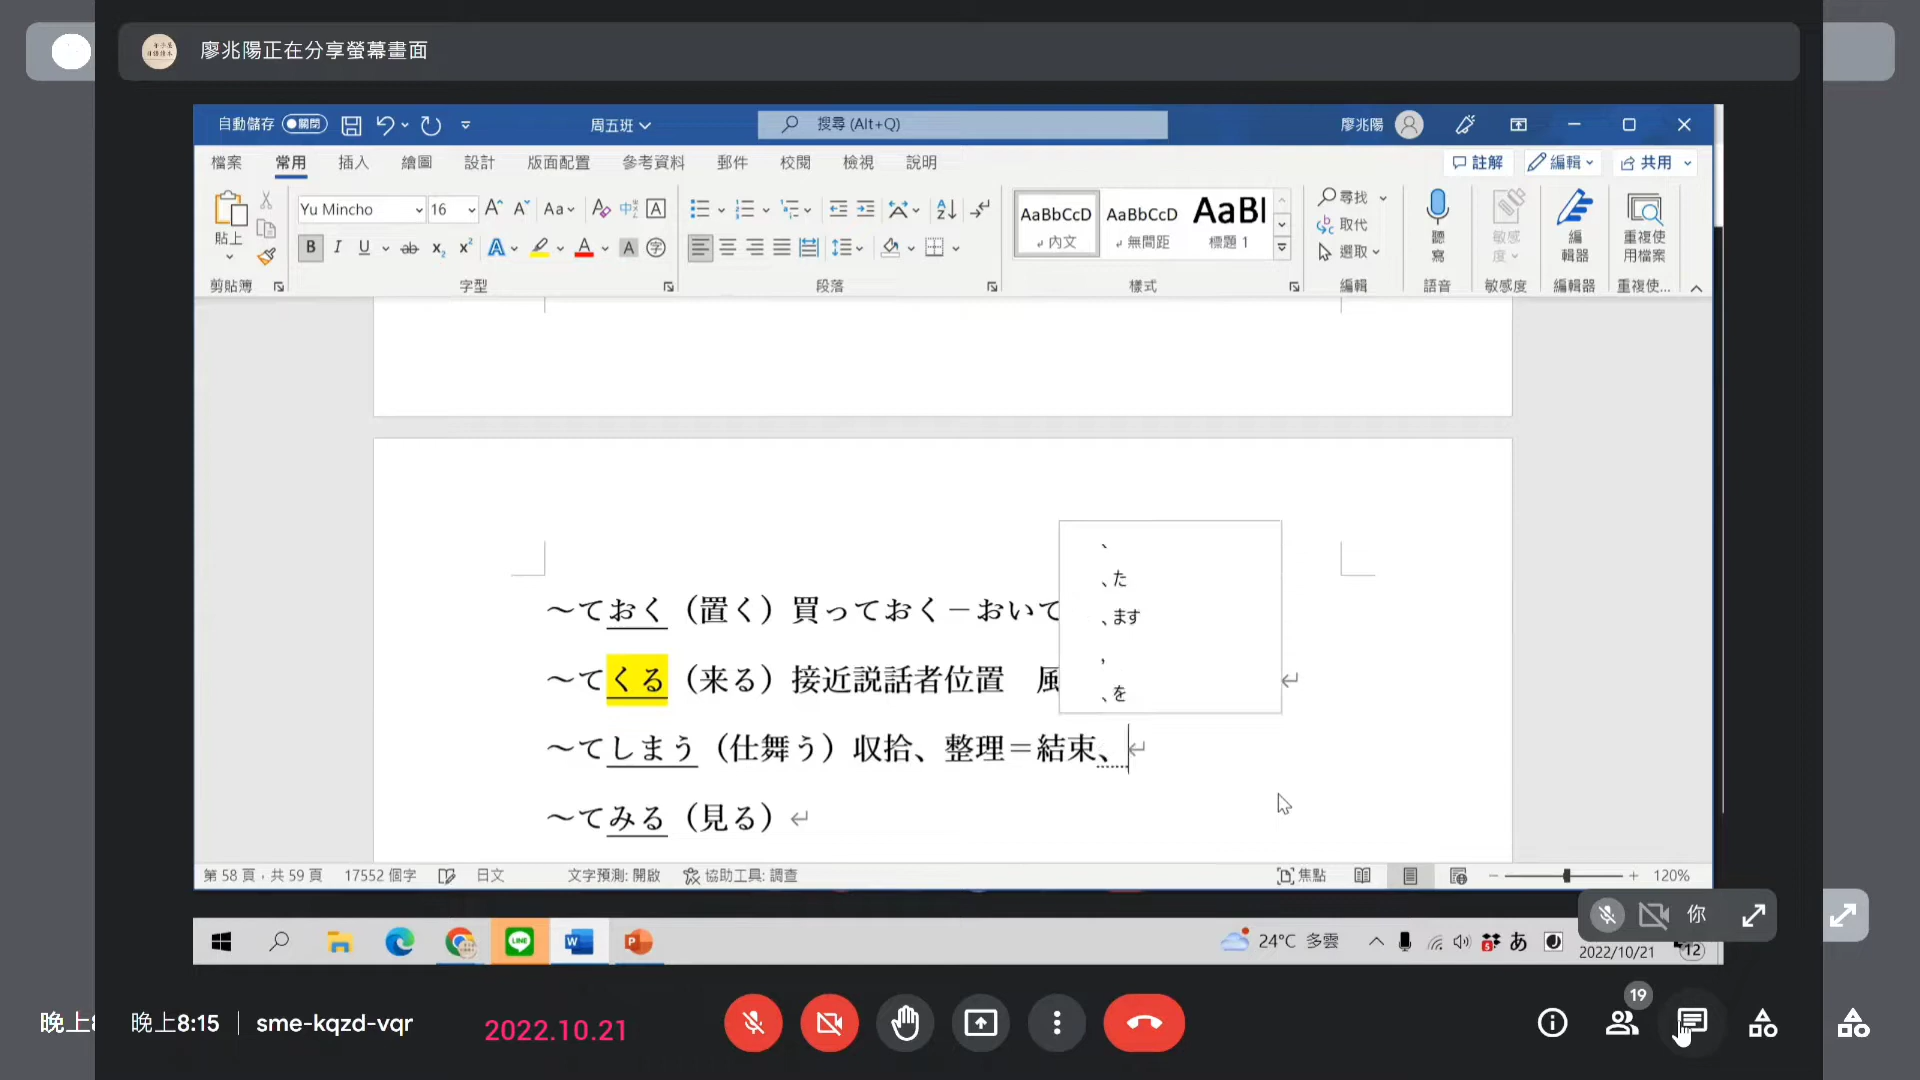 廖兆陽正在分享螢幕畫面
自動儲存 關閉 周五班 搜尋 (Alt+Q) 廖兆陽
檔案 常用 插入 繪圖 設計 版面配置 參考資料 郵件 校閱 檢視 說明 註解 編輯 共用
貼上 Yu Mincho 16 Aa AaBbCcD AaBbCcD AaBl 尋找 取代 選取
內文 無間距 標題 1 聽寫 敏感度 編輯器 重複使用檔案
剪貼簿 字型 段落 樣式 編輯 語音 敏感度 編輯器 重複使...
、
、た
、ます
,
、を
～ておく（置く）買っておく－おいて
～てくる（来る）接近説話者位置　風
～てしまう（仕舞う）収拾、整理＝結束、
～てみる（見る）
第 58 頁，共 59 頁 17552 個字 日文 文字預測: 開啟 協助工具: 調查 焦點 120%
你
24°C 多雲 あ 2022/10/21 12
晚上8 晚上8:15 sme-kqzd-vqr 2022.10.21 19